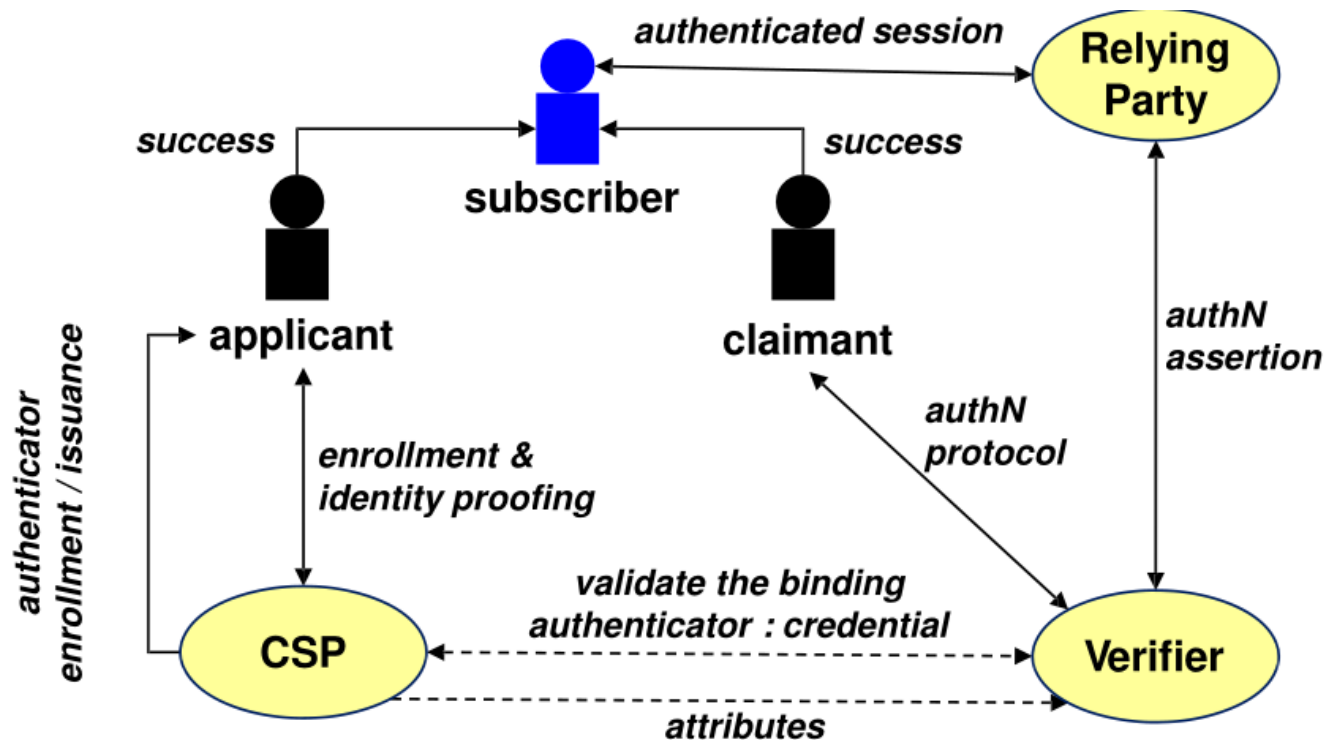 authenticated session
Relying
Party
success
success
subscriber
applicant
claimant
authN
assertion
authenticator
enrollment / issuance
authN
protocol
enrollment &
identity proofing
validate the binding
authenticator : credential
CSP
Verifier
attributes